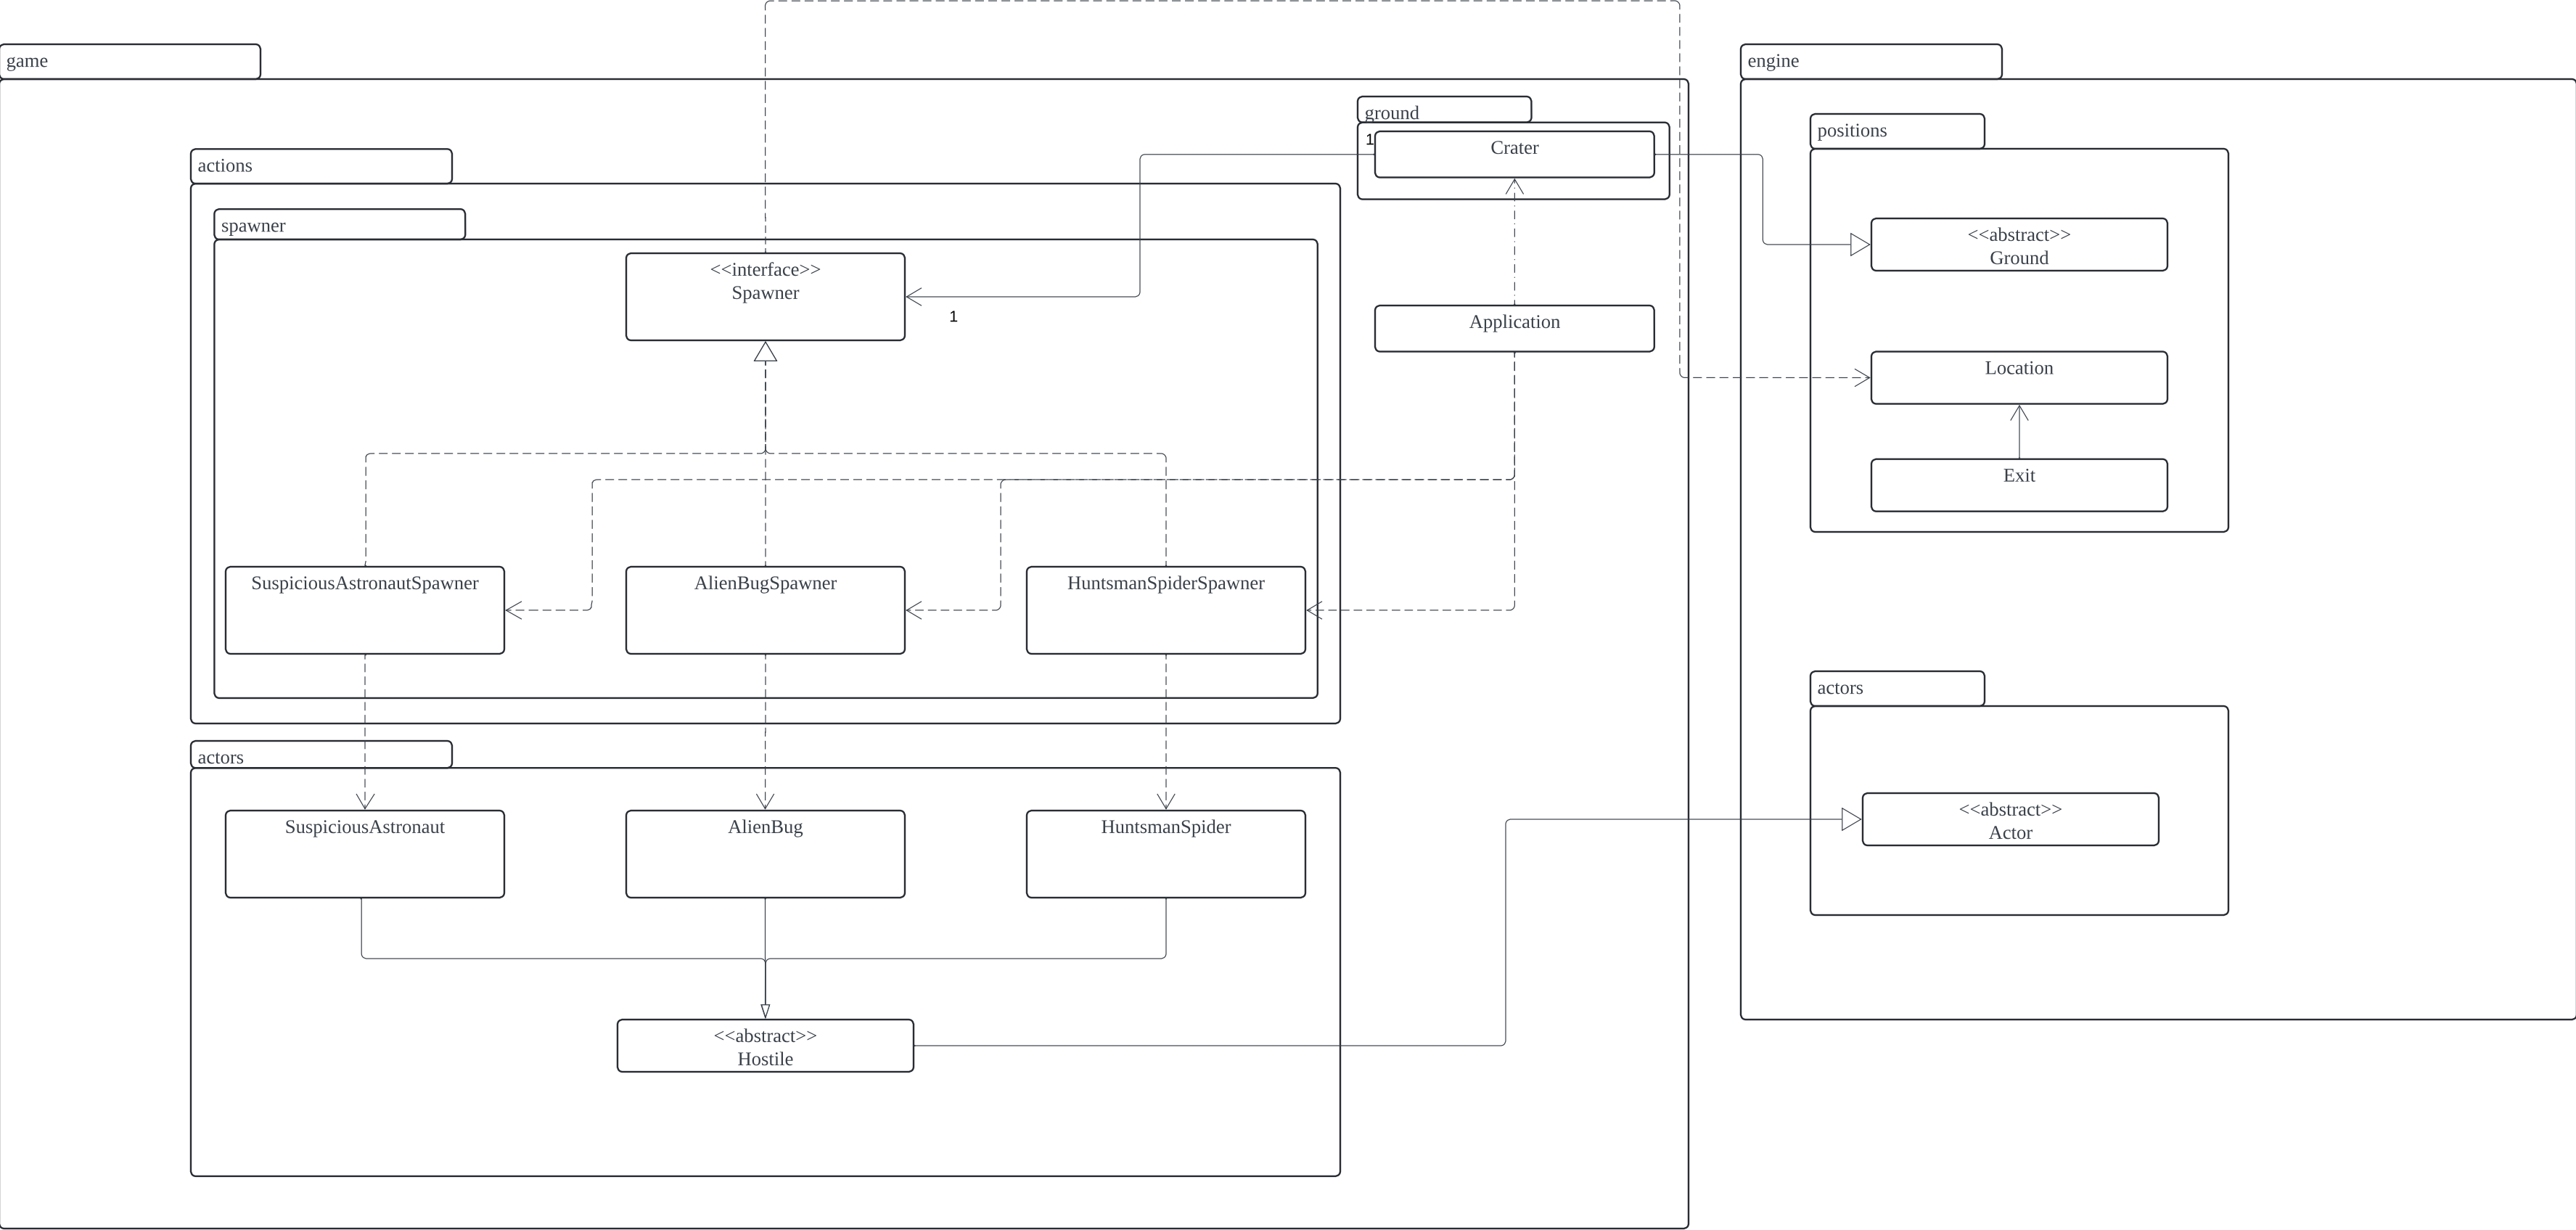 game
engine
ground
positions
1
Crater
actions
spawner
<<abstract>>
Ground
<<interface>>
Spawner
1
Application
Location
Exit
SuspiciousAstronautSpawner
AlienBugSpawner
HuntsmanSpiderSpawner
actors
actors
<<abstract>>
Actor
SuspiciousAstronaut
AlienBug
HuntsmanSpider
<<abstract>>
Hostile